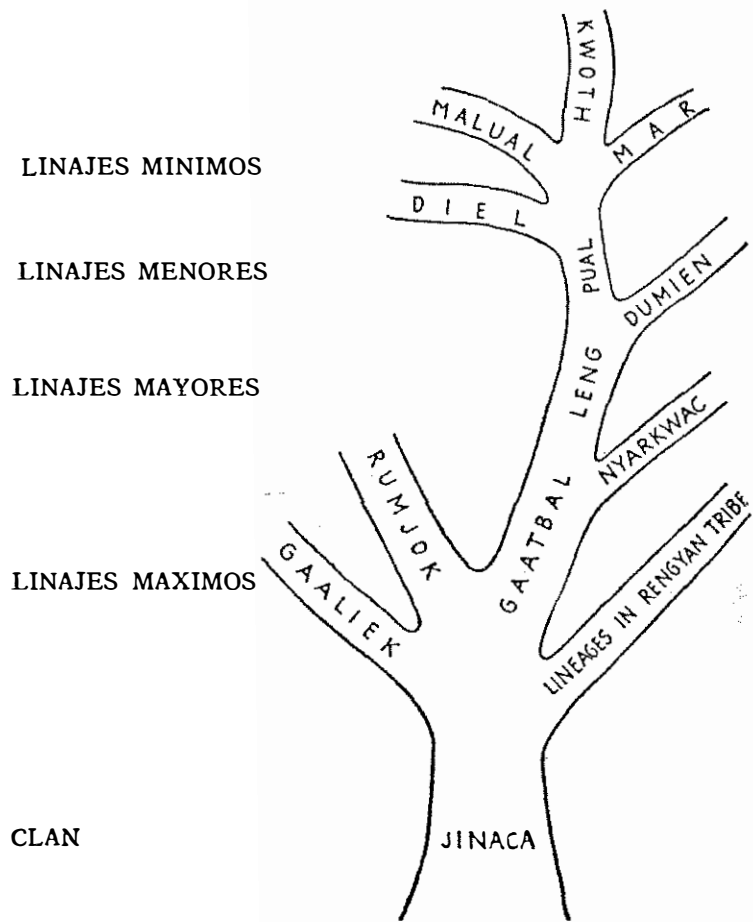 KWOTH
MALUAL
MAR
LINAJES MINIMOS
DIEL
LINAJES MENORES
PUAL
DUMIEN
LINAJES MAYORES
LENG
NYARKWAC
RUMJOK
GAATBAL
LINAJES MAXIMOS
GAALIEK
LINEAGES IN RENGYAN TRIBE
CLAN
JINACA